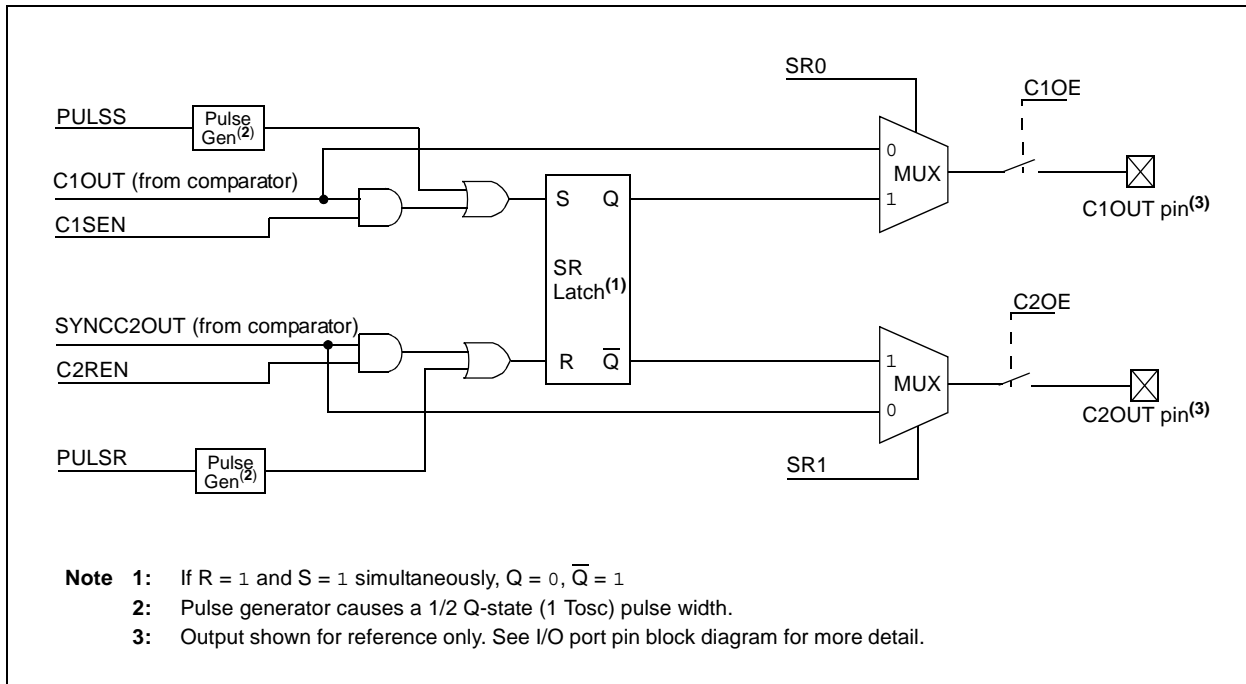 SR0
C1OE
PULSS
Pulse
Gen(2)
0
MUX
C1OUT (from comparator)
S Q
1
C1OUT pin(3)
C1SEN
SR
Latch(1)
C2OE
SYNCC2OUT (from comparator)
R Q̅
1
MUX
C2REN
0
C2OUT pin(3)
PULSR
Pulse
Gen(2)
SR1
Note 1: If R = 1 and S = 1 simultaneously, Q = 0, Q̅ = 1
2: Pulse generator causes a 1/2 Q-state (1 Tosc) pulse width.
3: Output shown for reference only. See I/O port pin block diagram for more detail.